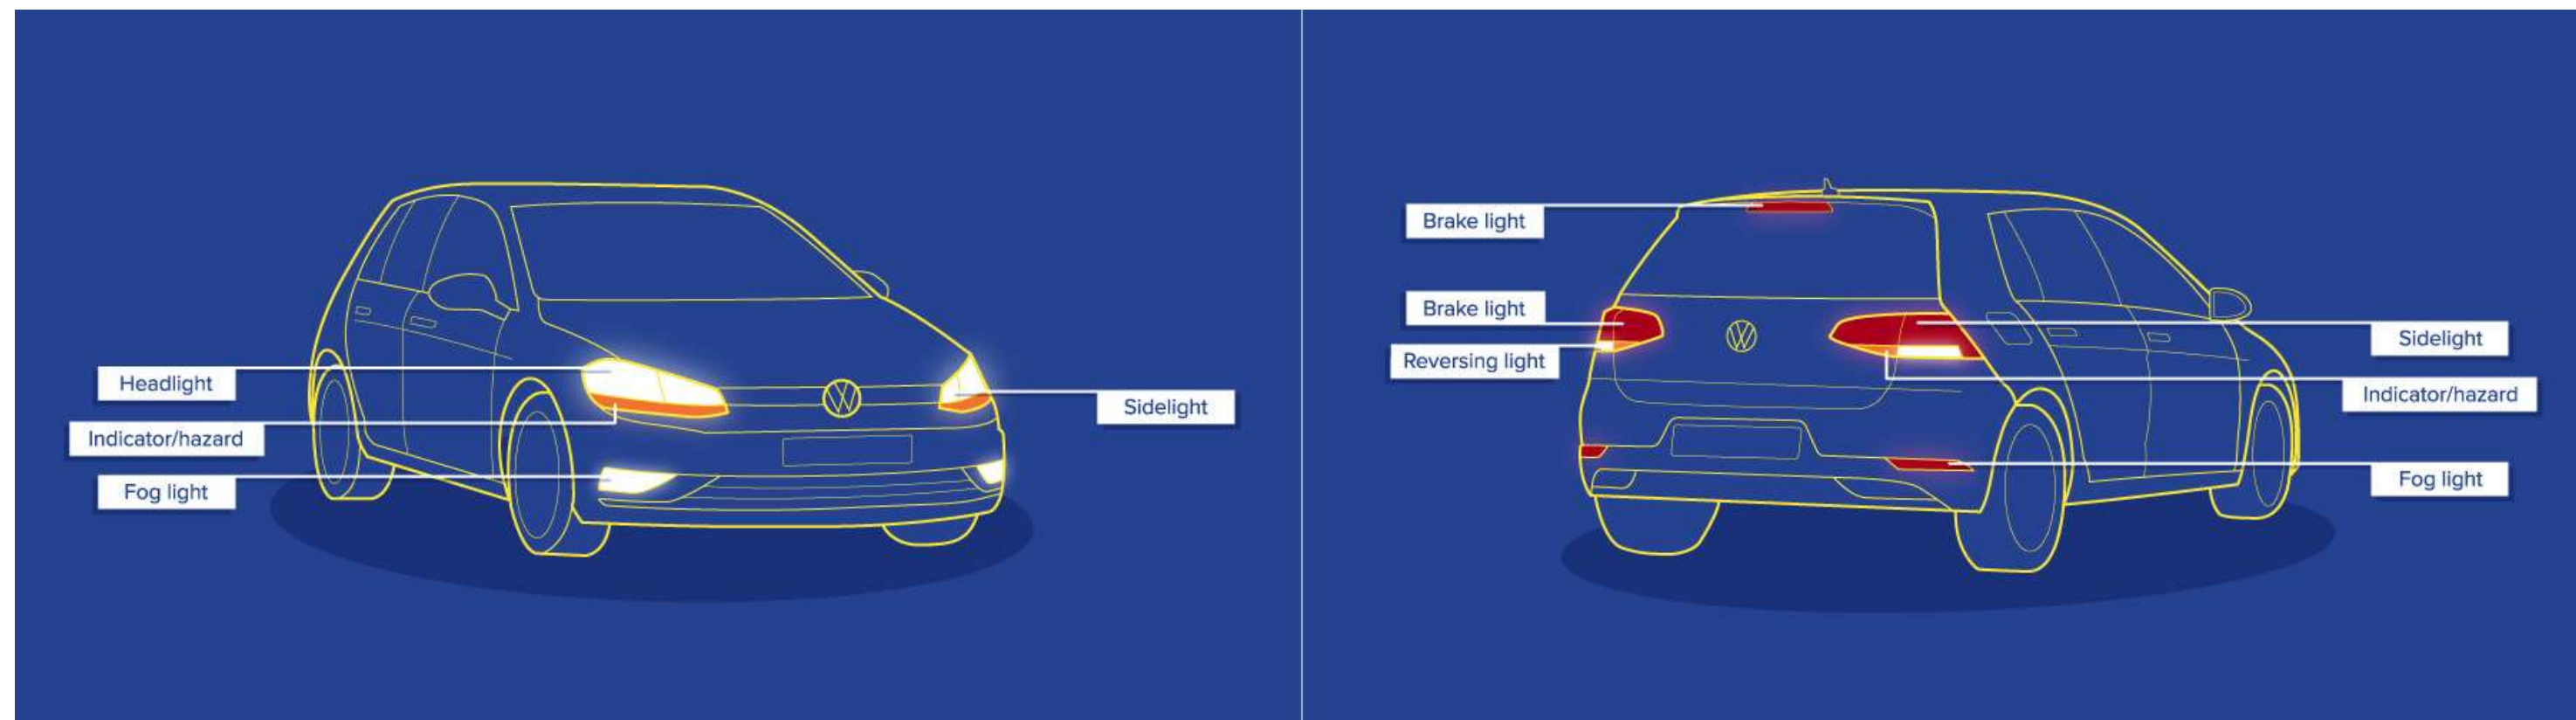 Headlight
Indicator/hazard
Fog light
Sidelight
Brake light
Brake light
Reversing light
Sidelight
Indicator/hazard
Fog light